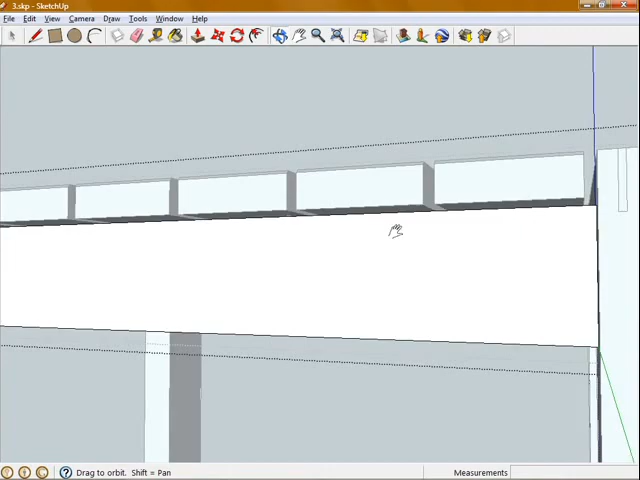 3.skp - SketchUp
File Edit View Camera Draw Tools Window Help
Drag to orbit. Shift = Pan
Measurements